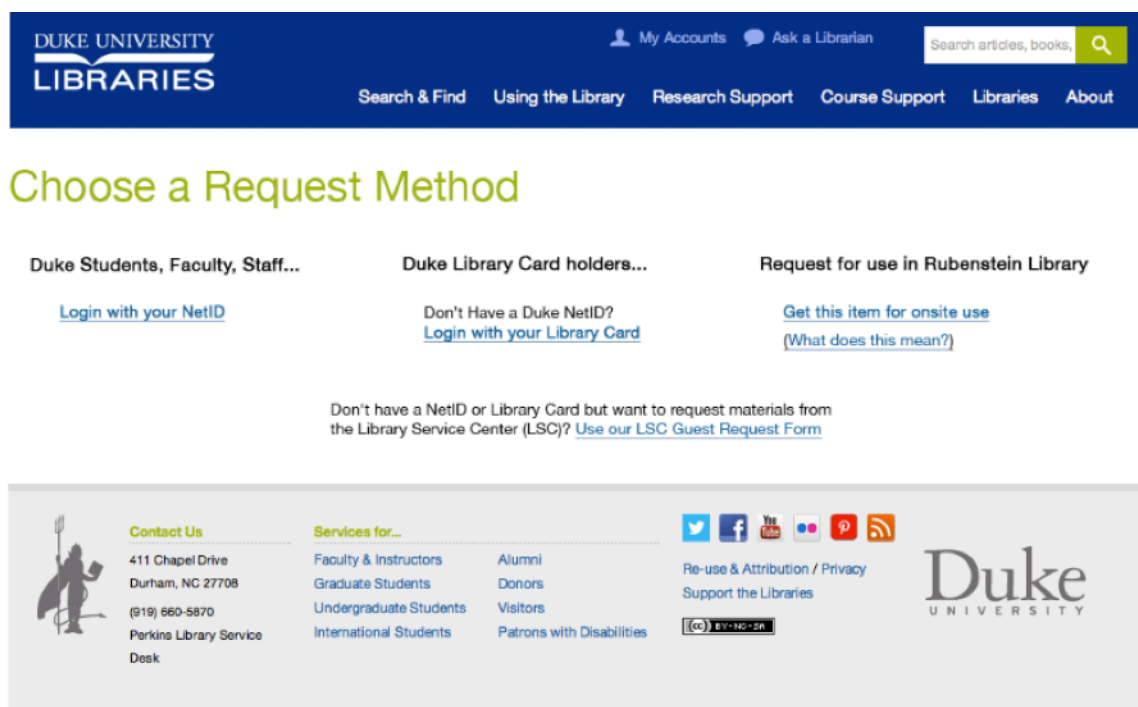 DUKE UNIVERSITY
LIBRARIES
My Accounts Ask a Librarian
Search articles, books,
Search & Find Using the Library Research Support Course Support Libraries About
Choose a Request Method
Duke Students, Faculty, Staff...
Login with your NetID
Duke Library Card holders...
Don't Have a Duke NetID?
Login with your Library Card
Request for use in Rubenstein Library
Get this item for onsite use
(What does this mean?)
Don't have a NetID or Library Card but want to request materials from
the Library Service Center (LSC)? Use our LSC Guest Request Form
Contact Us
411 Chapel Drive
Durham, NC 27708
(919) 660-5870
Perkins Library Service
Desk
Services for...
Faculty & Instructors
Graduate Students
Undergraduate Students
International Students
Alumni
Donors
Visitors
Patrons with Disabilities
You
Tube
Re-use & Attribution / Privacy
Support the Libraries
(cc) BY-NC-SA
Duke
UNIVERSITY